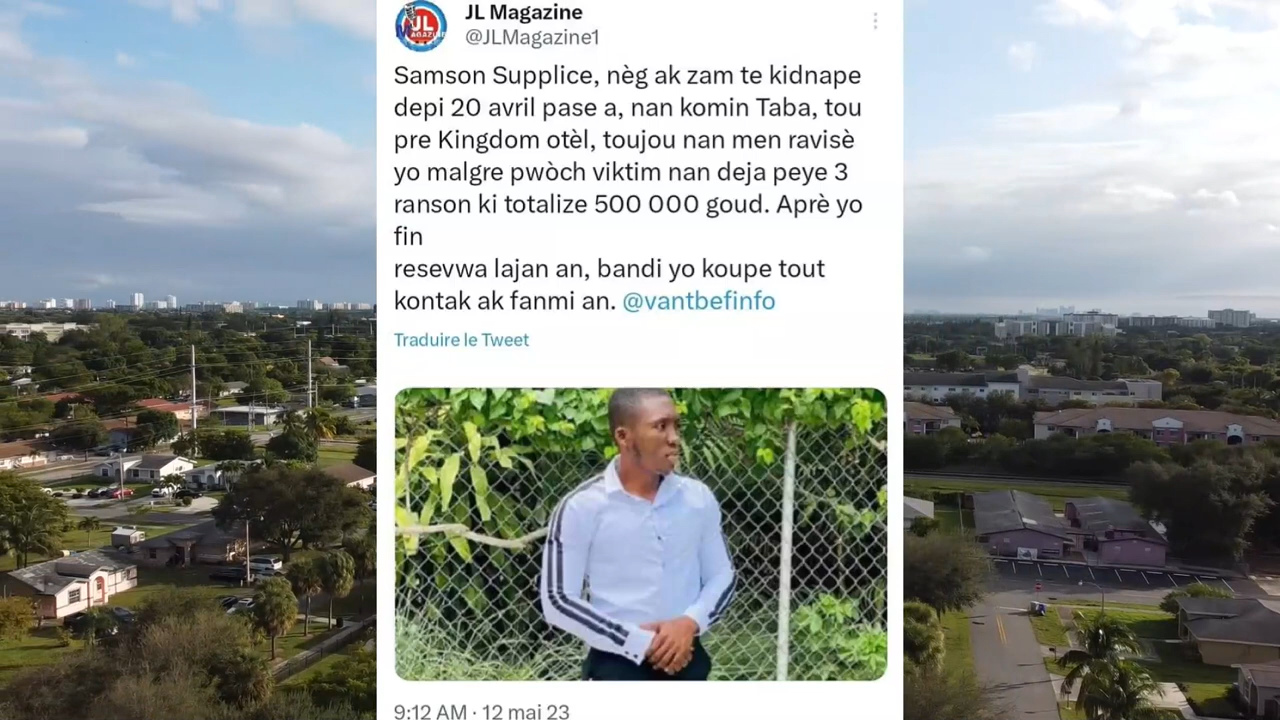 JL Magazine
@JLMagazine1
Samson Supplice, nèg ak zam te kidnape
depi 20 avril pase a, nan komin Taba, tou
pre Kingdom otèl, toujou nan men ravisè
yo malgre pwòch viktim nan deja peye 3
ranson ki totalize 500 000 goud. Aprè yo
fin
resevwa lajan an, bandi yo koupe tout
kontak ak fanmi an. @vantbefinfo
Traduire le Tweet
9:12 AM · 12 mai 23